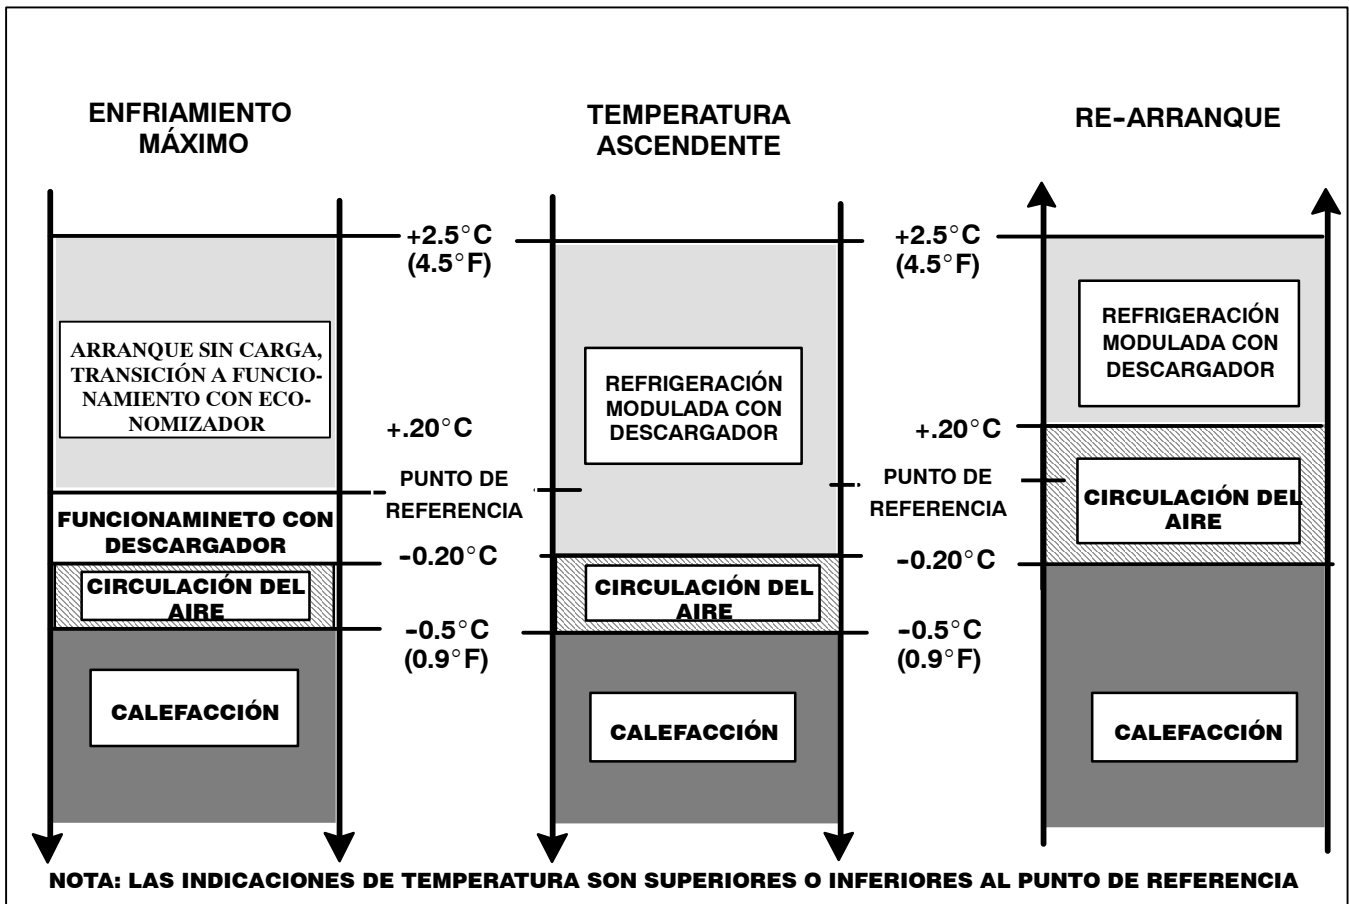 ENFRIAMIENTO
MÁXIMO
TEMPERATURA
ASCENDENTE
RE-ARRANQUE
+2.5°C
(4.5°F)
+2.5°C
(4.5°F)
ARRANQUE SIN CARGA,
TRANSICIÓN A FUNCIO-
NAMIENTO CON ECO-
NOMIZADOR
REFRIGERACIÓN
MODULADA CON
DESCARGADOR
REFRIGERACIÓN
MODULADA CON
DESCARGADOR
+.20°C
+.20°C
PUNTO DE
REFERENCIA
PUNTO DE
REFERENCIA
FUNCIONAMINETO CON
DESCARGADOR
CIRCULACIÓN DEL
AIRE
-0.20°C
-0.20°C
CIRCULACIÓN DEL
AIRE
CIRCULACIÓN DEL
AIRE
-0.5°C
(0.9°F)
-0.5°C
(0.9°F)
CALEFACCIÓN
CALEFACCIÓN
CALEFACCIÓN
NOTA: LAS INDICACIONES DE TEMPERATURA SON SUPERIORES O INFERIORES AL PUNTO DE REFERENCIA